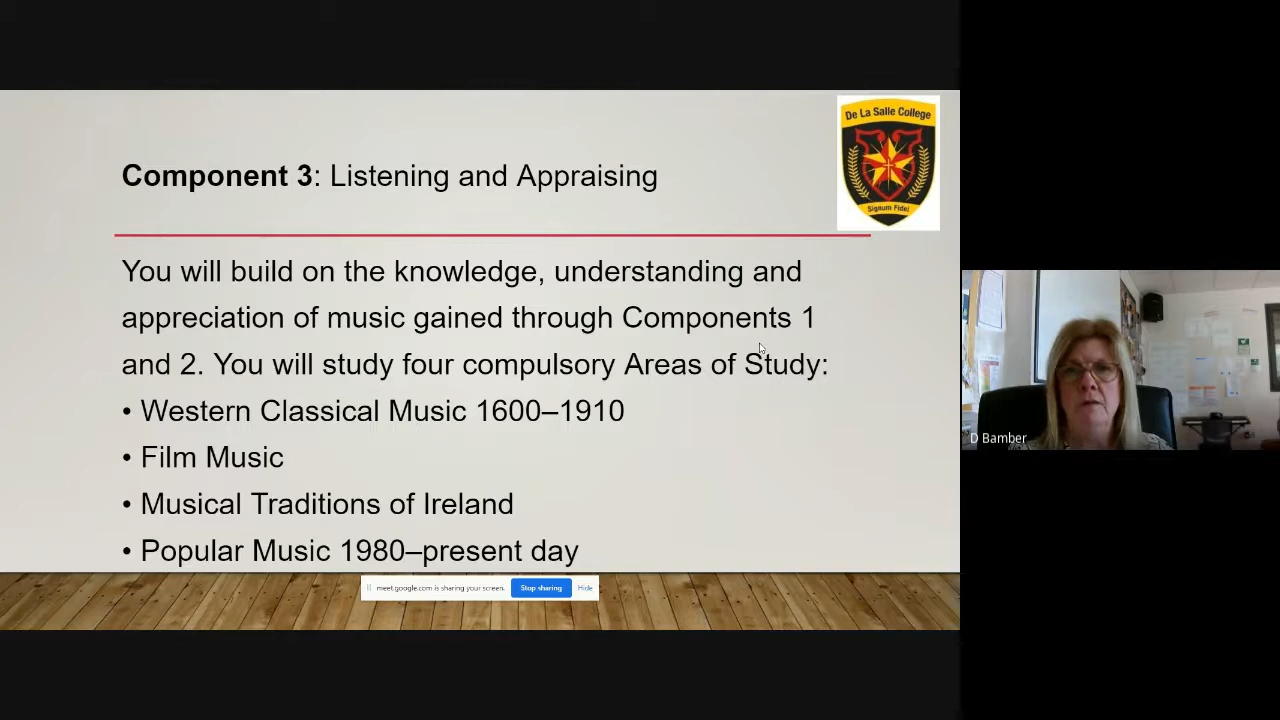 De La Salle College
Signum Fidei
Component 3: Listening and Appraising
You will build on the knowledge, understanding and
appreciation of music gained through Components 1
and 2. You will study four compulsory Areas of Study:
• Western Classical Music 1600–1910
• Film Music
• Musical Traditions of Ireland
• Popular Music 1980–present day
meet.google.com is sharing your screen. Stop sharing Hide
D Bamber